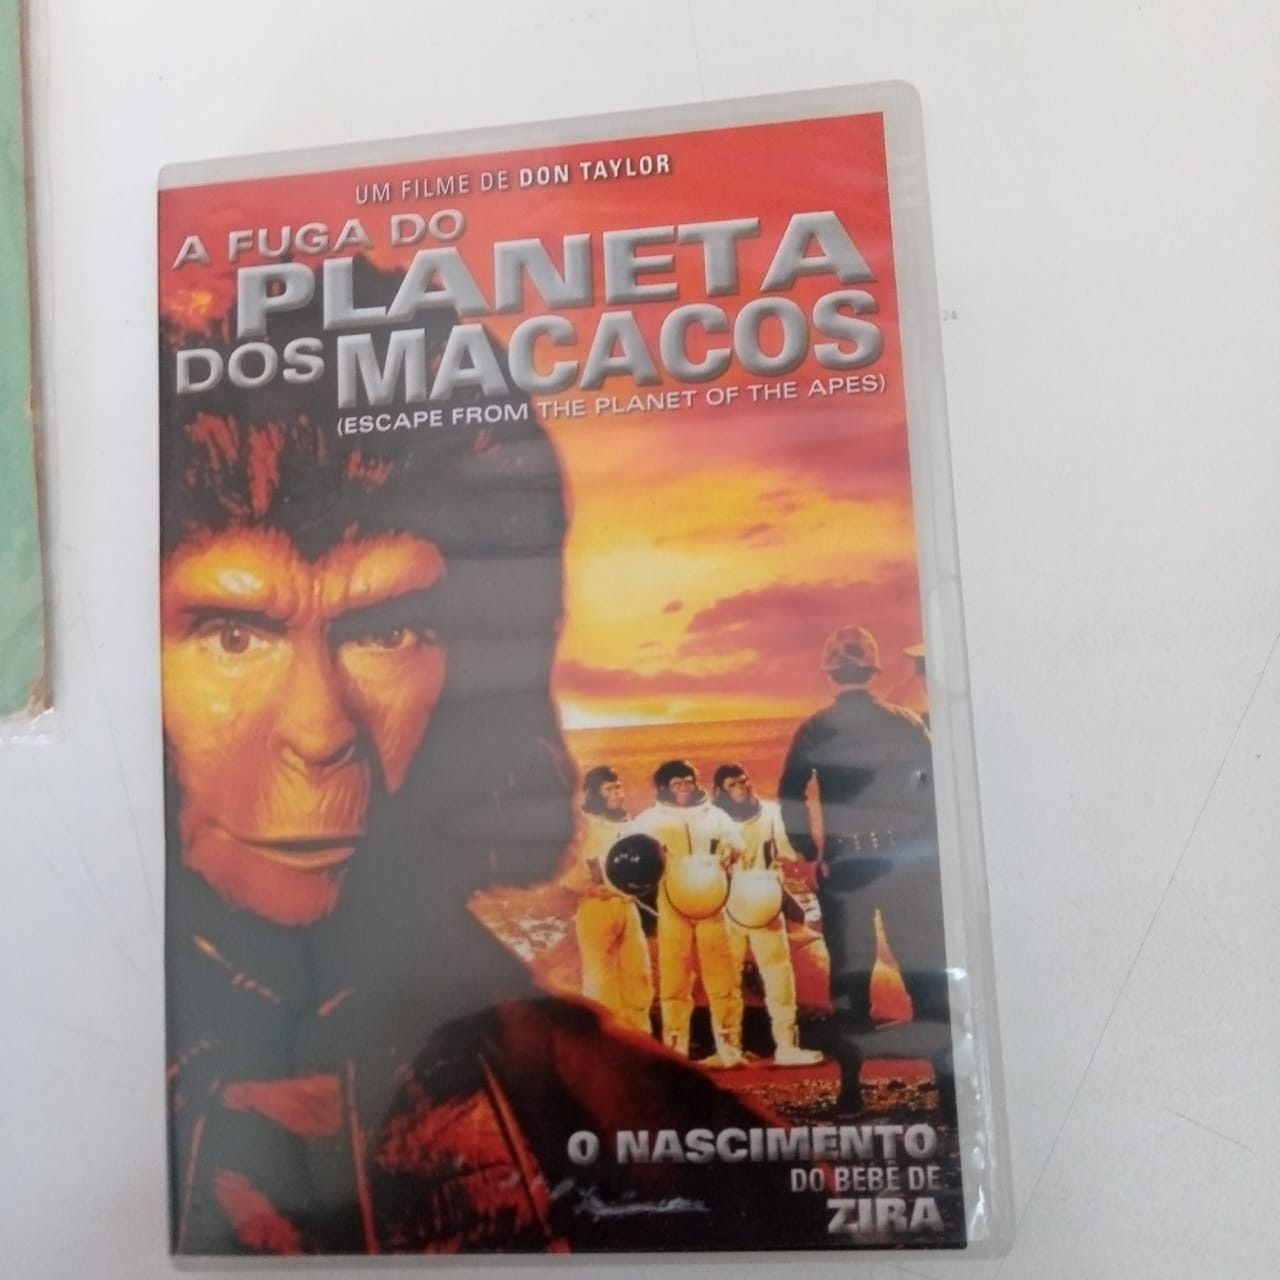 UM FILME DE DON TAYLOR
A FUGA DO
PLANETA
DOS MACACOS
(ESCAPE FROM THE PLANET OF THE APES)
O NASCIMENTO
DO BEBÊ DE
ZIRA